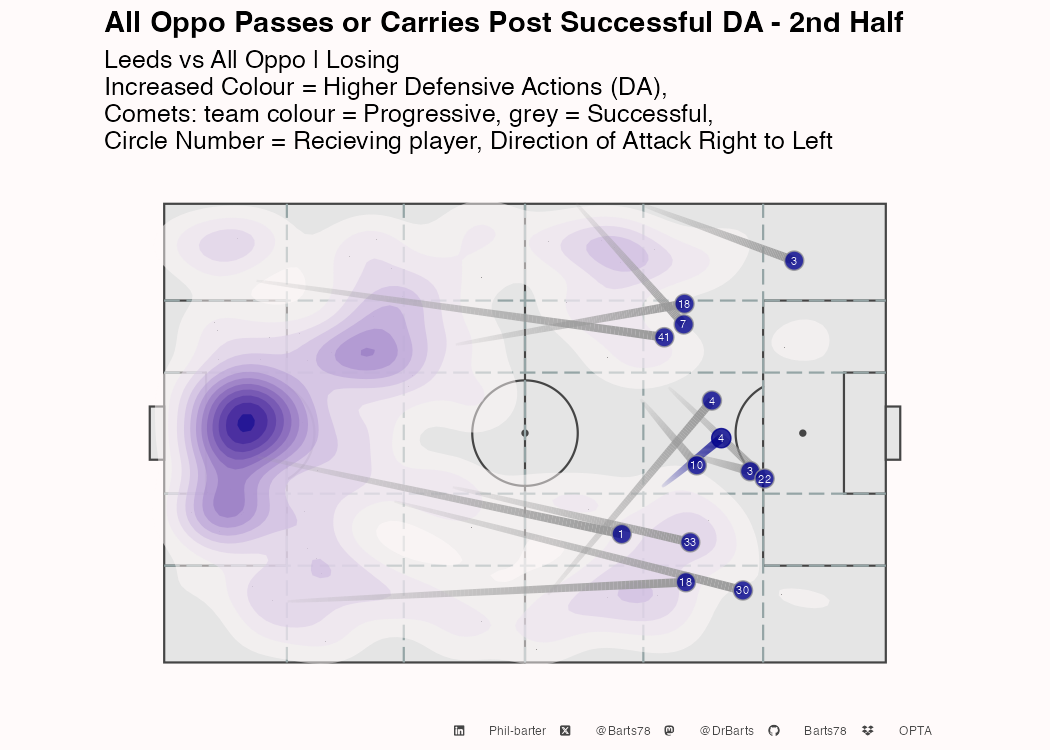 All Oppo Passes or Carries Post Successful DA - 2nd Half
Leeds vs All Oppo | Losing
Increased Colour = Higher Defensive Actions (DA),
Comets: team colour = Progressive, grey = Successful,
Circle Number = Recieving player, Direction of Attack Right to Left
3
18
7
41
4
4
10
3
22
1
33
18
30
Phil-barter @Barts78 @DrBarts Barts78 OPTA